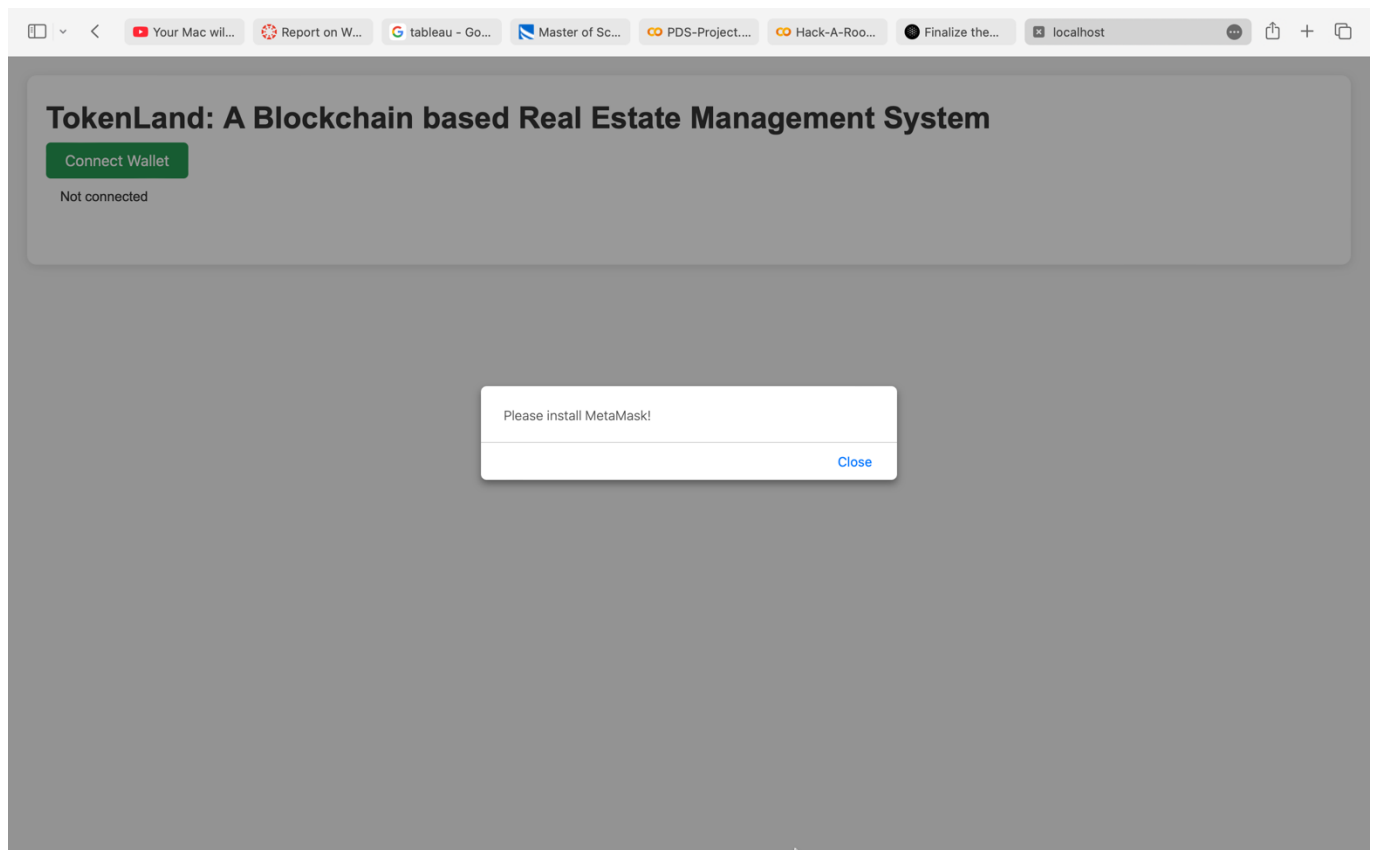 Your Mac wil... Report on W... tableau - Go... Master of Sc... PDS-Project.... Hack-A-Roo... Finalize the... localhost
TokenLand: A Blockchain based Real Estate Management System
Connect Wallet
Not connected
Please install MetaMask!
Close